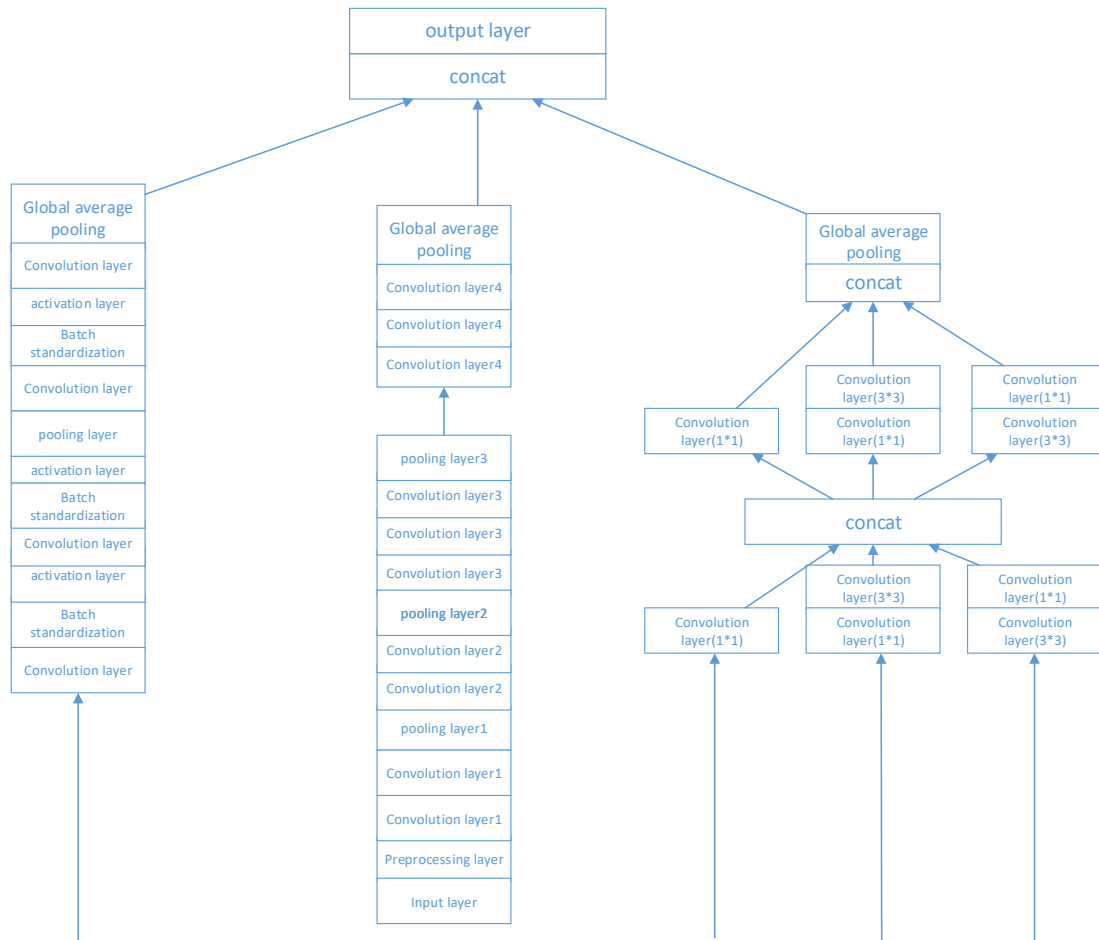 output layer
concat
Global average
pooling
Convolution layer
activation layer
Batch
standardization
Convolution layer
pooling layer
activation layer
Batch
standardization
Convolution layer
activation layer
Batch
standardization
Convolution layer
Global average
pooling
Convolution layer4
Convolution layer4
Convolution layer4
pooling layer3
Convolution layer3
Convolution layer3
Convolution layer3
pooling layer2
Convolution layer2
Convolution layer2
pooling layer1
Convolution layer1
Convolution layer1
Preprocessing layer
Input layer
Global average
pooling
concat
Convolution
layer(1*1)
Convolution
layer(3*3)
Convolution
layer(1*1)
Convolution
layer(1*1)
Convolution
layer(3*3)
concat
Convolution
layer(1*1)
Convolution
layer(3*3)
Convolution
layer(1*1)
Convolution
layer(1*1)
Convolution
layer(3*3)